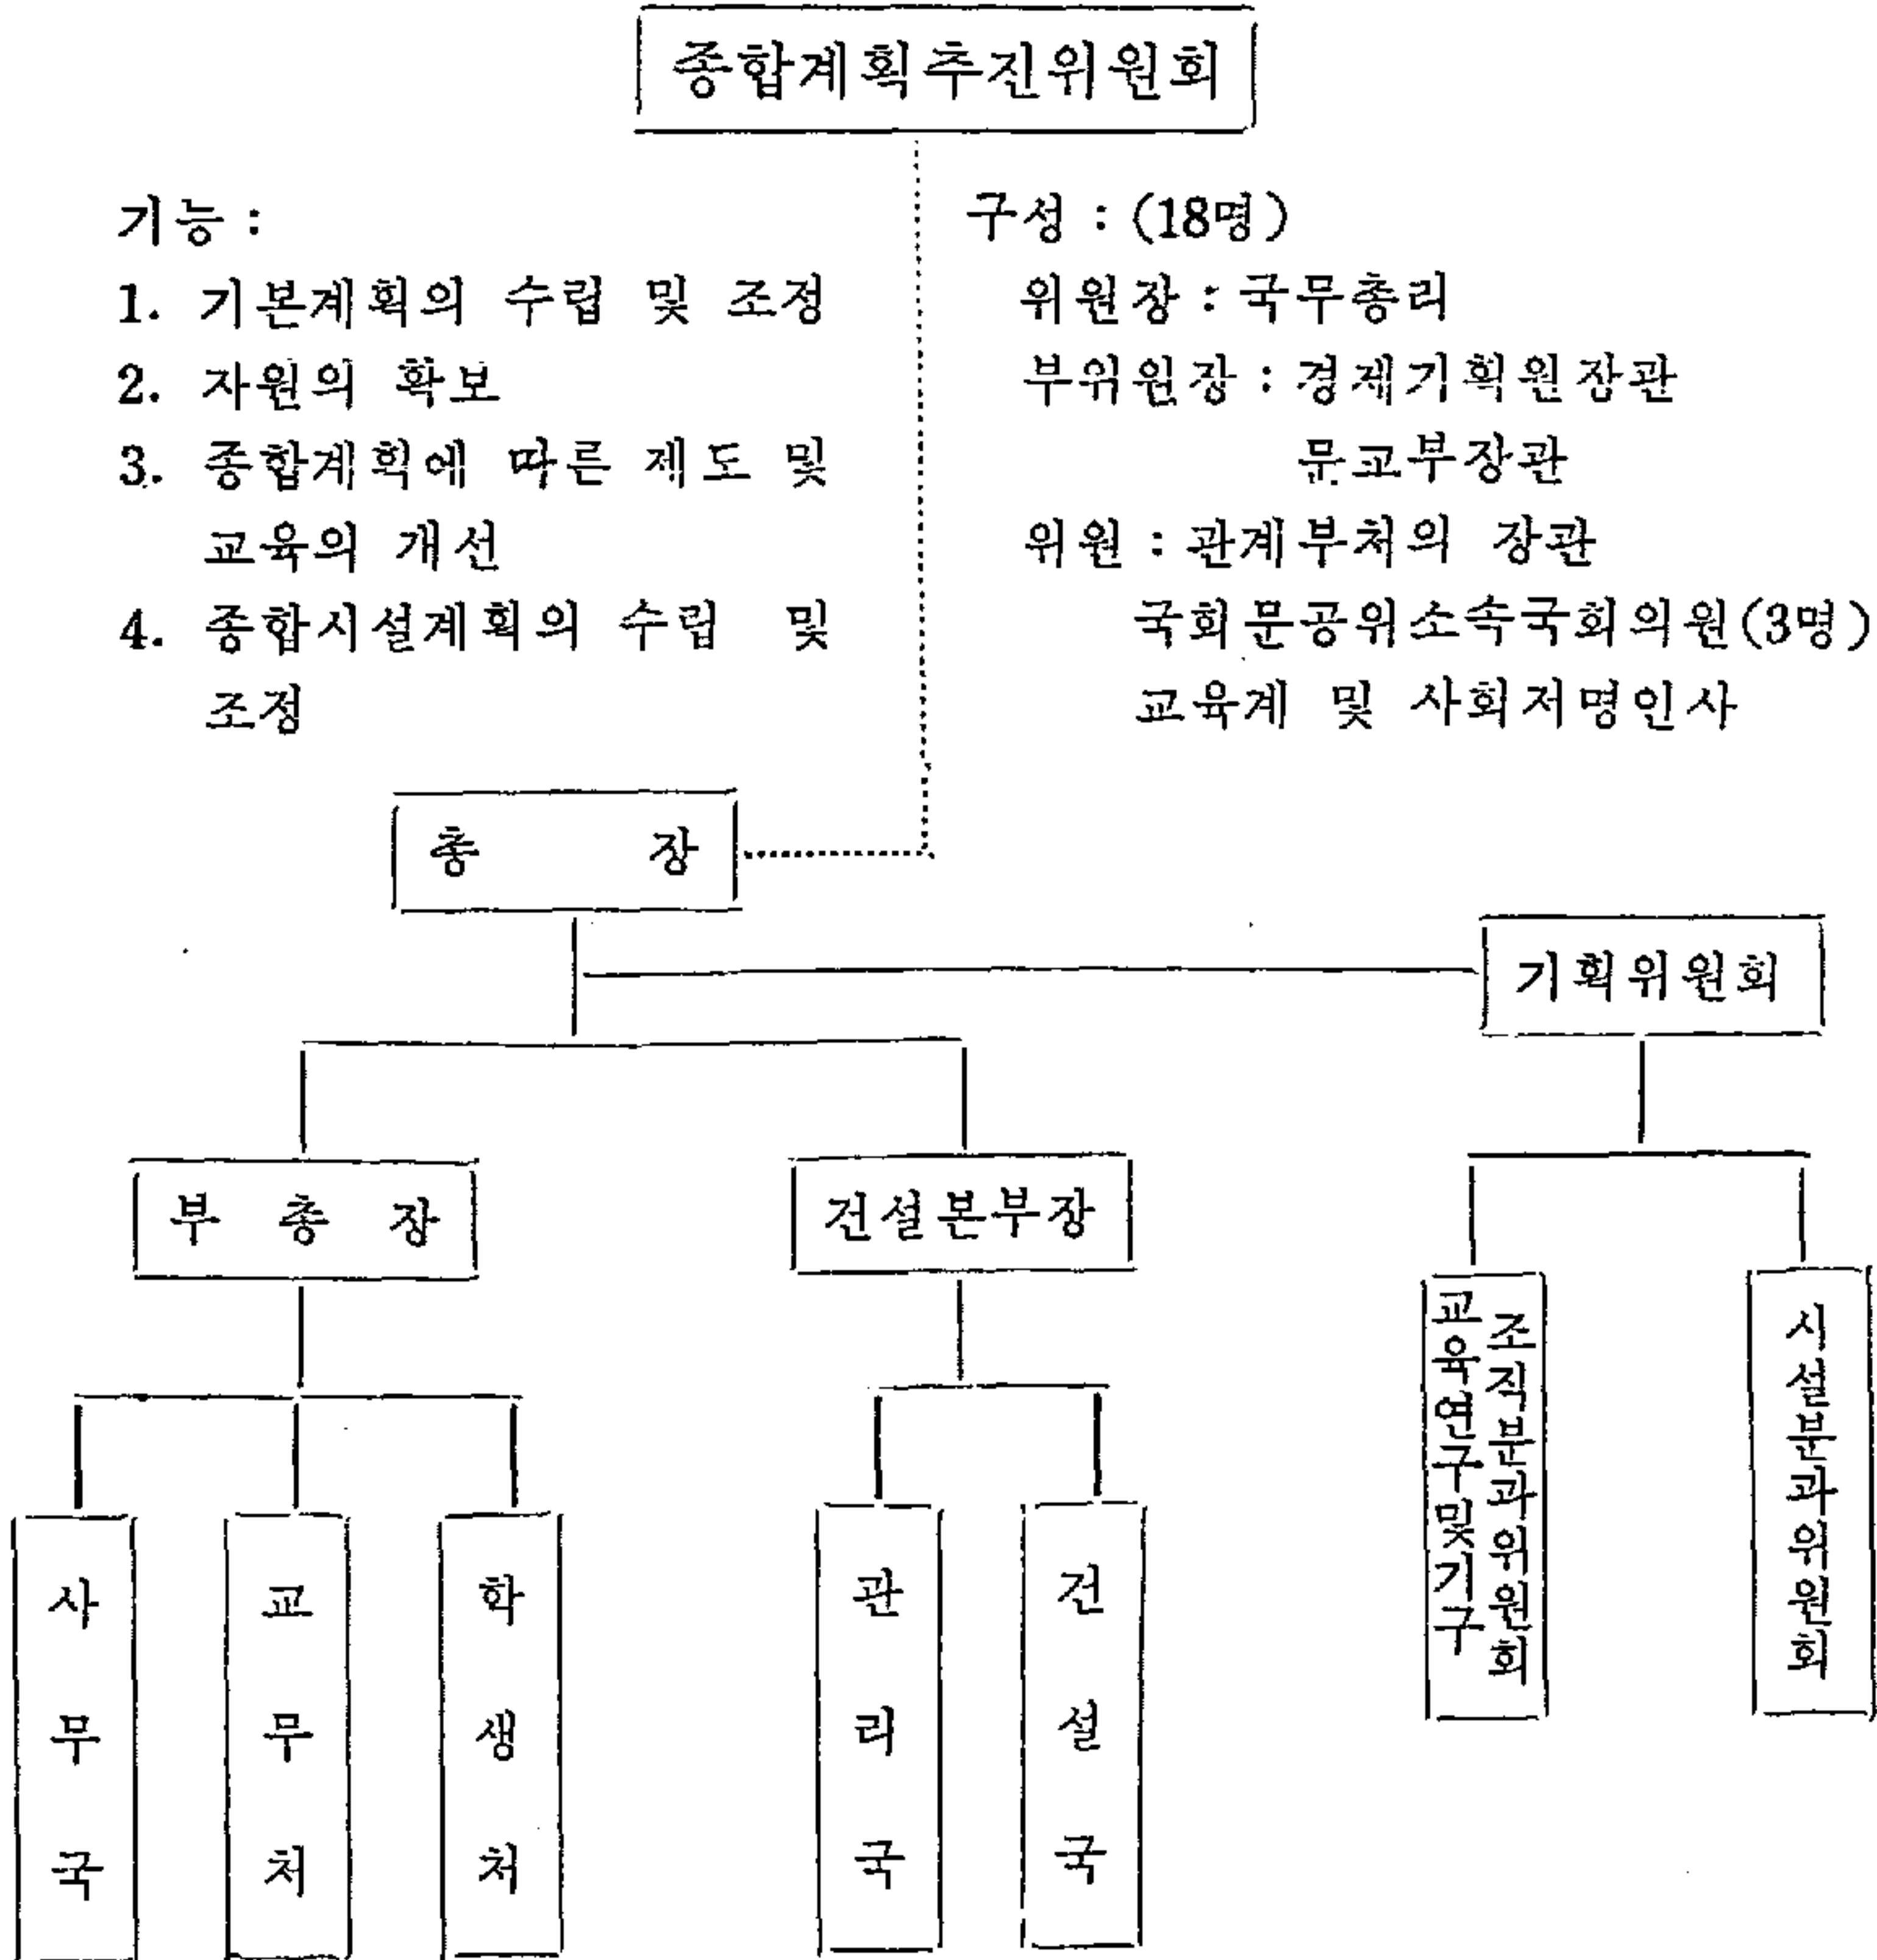 종합계획추진위원회
기능 :
1. 기본계획의 수립 및 조정
2. 자원의 확보
3. 종합계획에 따른 제도 및
교육의 개선
4. 종합시설계획의 수립 및
조정
구성 : (18명)
위원장 : 국무총리
부위원장 : 경제기획원장관
문교부장관
위원 : 관계부처의 장관
국회문공위소속국회의원(3명)
교육계 및 사회저명인사
총 장
기획위원회
부 총 장
건설본부장
교육연구및기구
조직분과위원회
시설분과위원회
사무국
교무처
학생처
관리국
건설국